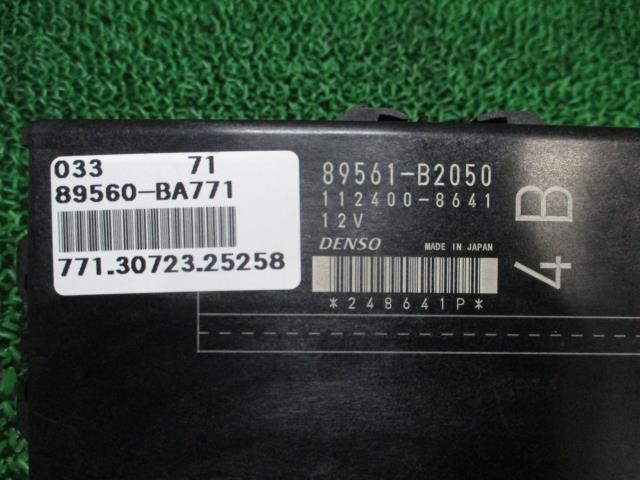 033 71
89560-BA771
771.30723.25258
89561-B2050
112400-8641
12V
DENSO MADE IN JAPAN
*248641P*
4B